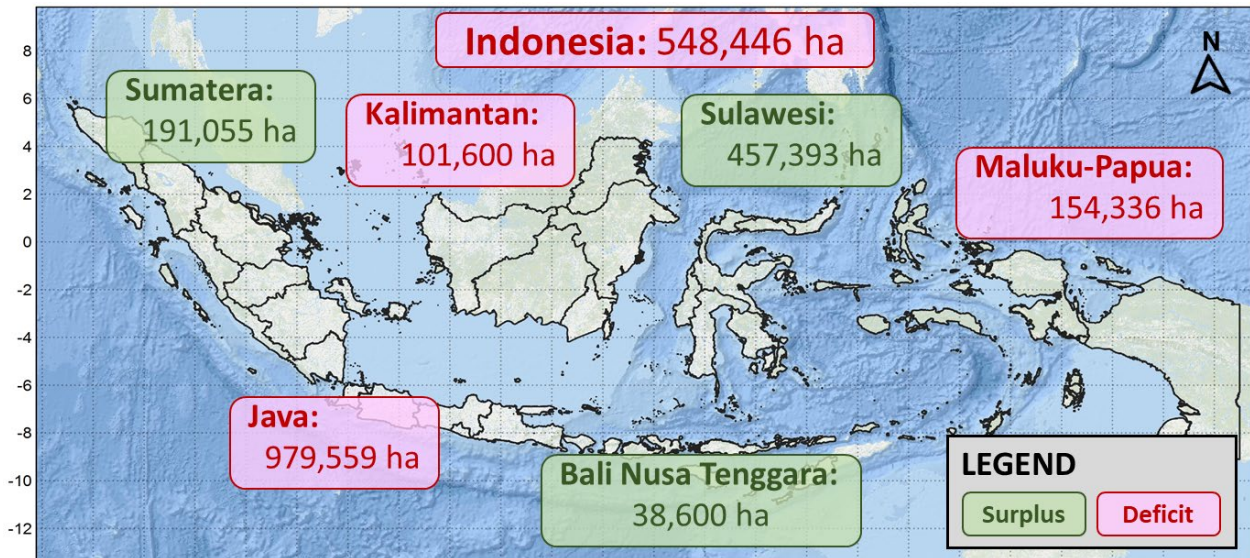 Indonesia: 548,446 ha
N
Sumatera:
191,055 ha
Kalimantan:
101,600 ha
Sulawesi:
457,393 ha
Maluku-Papua:
154,336 ha
Java:
979,559 ha
Bali Nusa Tenggara:
38,600 ha
LEGEND
Surplus
Deficit
8
6
4
2
0
-2
-4
-6
-8
-10
-12